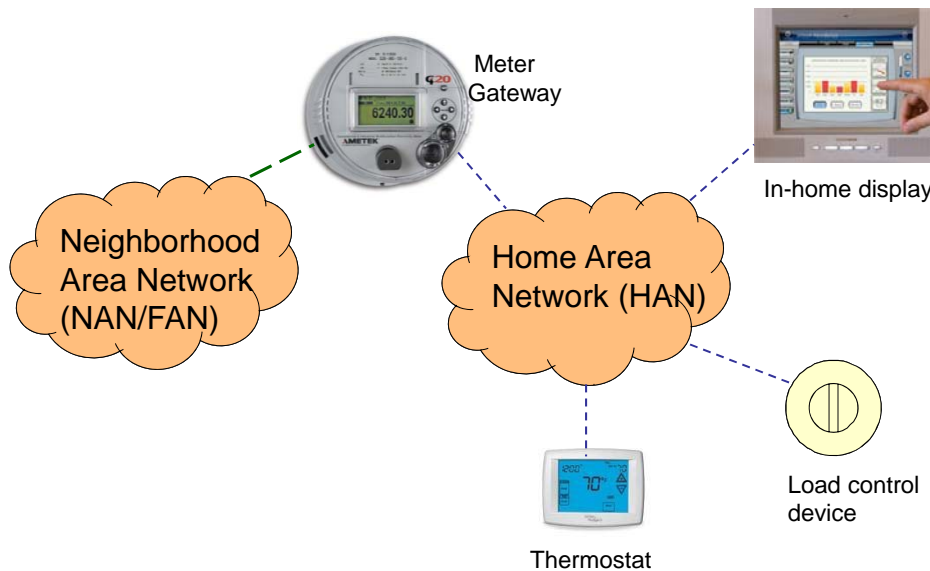 Meter
Gateway
G20
6240.30
AMETEK
In-home display
Neighborhood
Area Network
(NAN/FAN)
Home Area
Network (HAN)
70°
Load control
device
Thermostat